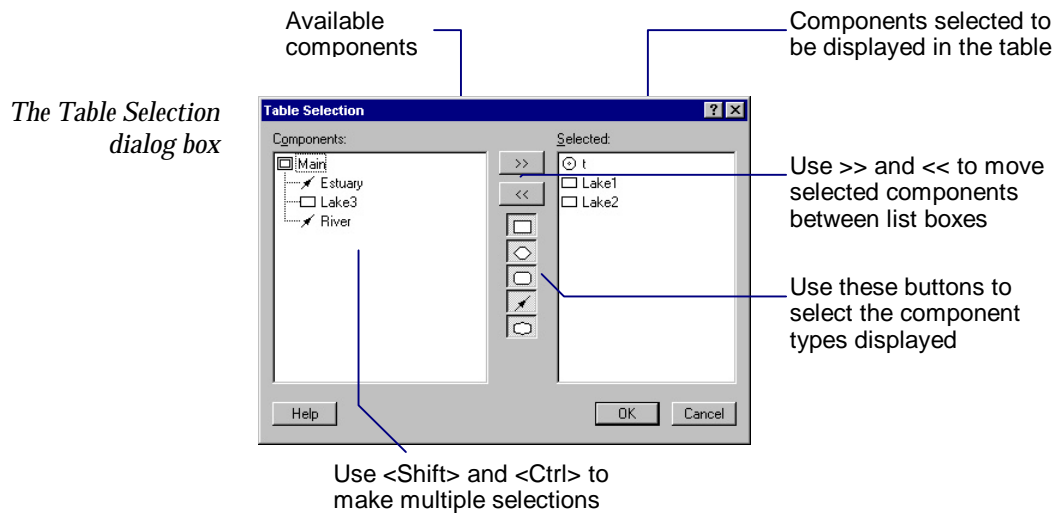 Available
components
Components selected to
be displayed in the table
The Table Selection
dialog box
Table Selection
? ×
Components:
Selected:
Main
Estuary
Lake3
River
>>
<<
t
Lake1
Lake2
Use >> and << to move
selected components
between list boxes
Use these buttons to
select the component
types displayed
Help
OK
Cancel
Use <Shift> and <Ctrl> to
make multiple selections